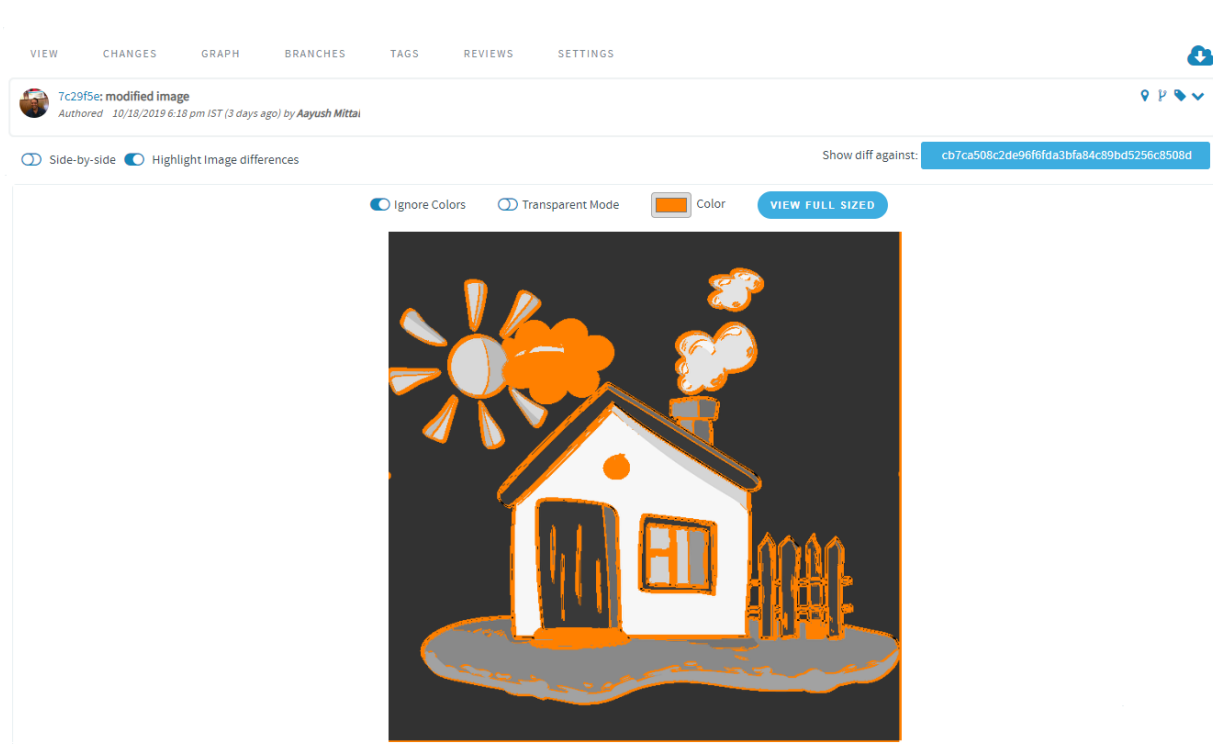 VIEW CHANGES GRAPH BRANCHES TAGS REVIEWS SETTINGS
7c29f5e: modified image
Authored 10/18/2019 6:18 pm IST (3 days ago) by Aayush Mittal
Side-by-side Highlight Image differences Show diff against: cb7ca508c2de96f6fda3bfa84c89bd5256c8508d
Ignore Colors Transparent Mode Color VIEW FULL SIZED